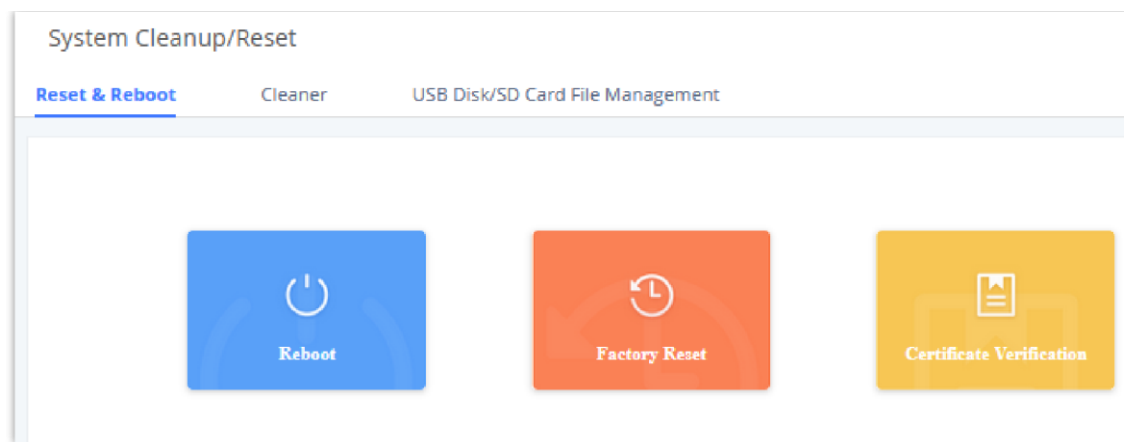 System Cleanup/Reset
Reset & Reboot Cleaner USB Disk/SD Card File Management
Reboot Factory Reset Certificate Verification